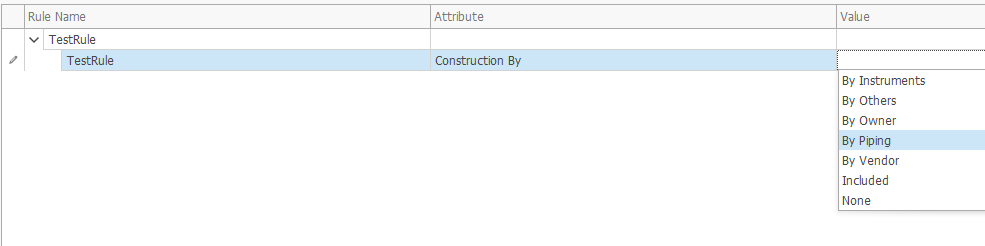 Rule Name Attribute Value
TestRule
TestRule Construction By
By Instruments
By Others
By Owner
By Piping
By Vendor
Included
None